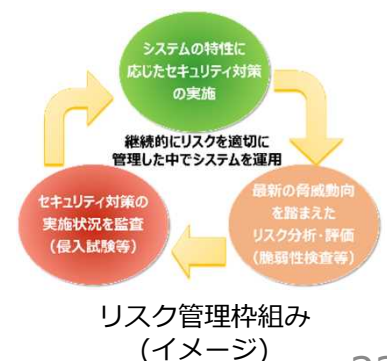 システムの特性に
応じたセキュリティ対策
の実施
継続的にリスクを適切に
管理した中でシステムを運用
最新の脅威動向
を踏まえた
リスク分析・評価
(脆弱性検査等)
セキュリティ対策の
実施状況を監査
(侵入試験等)
リスク管理枠組み
(イメージ)